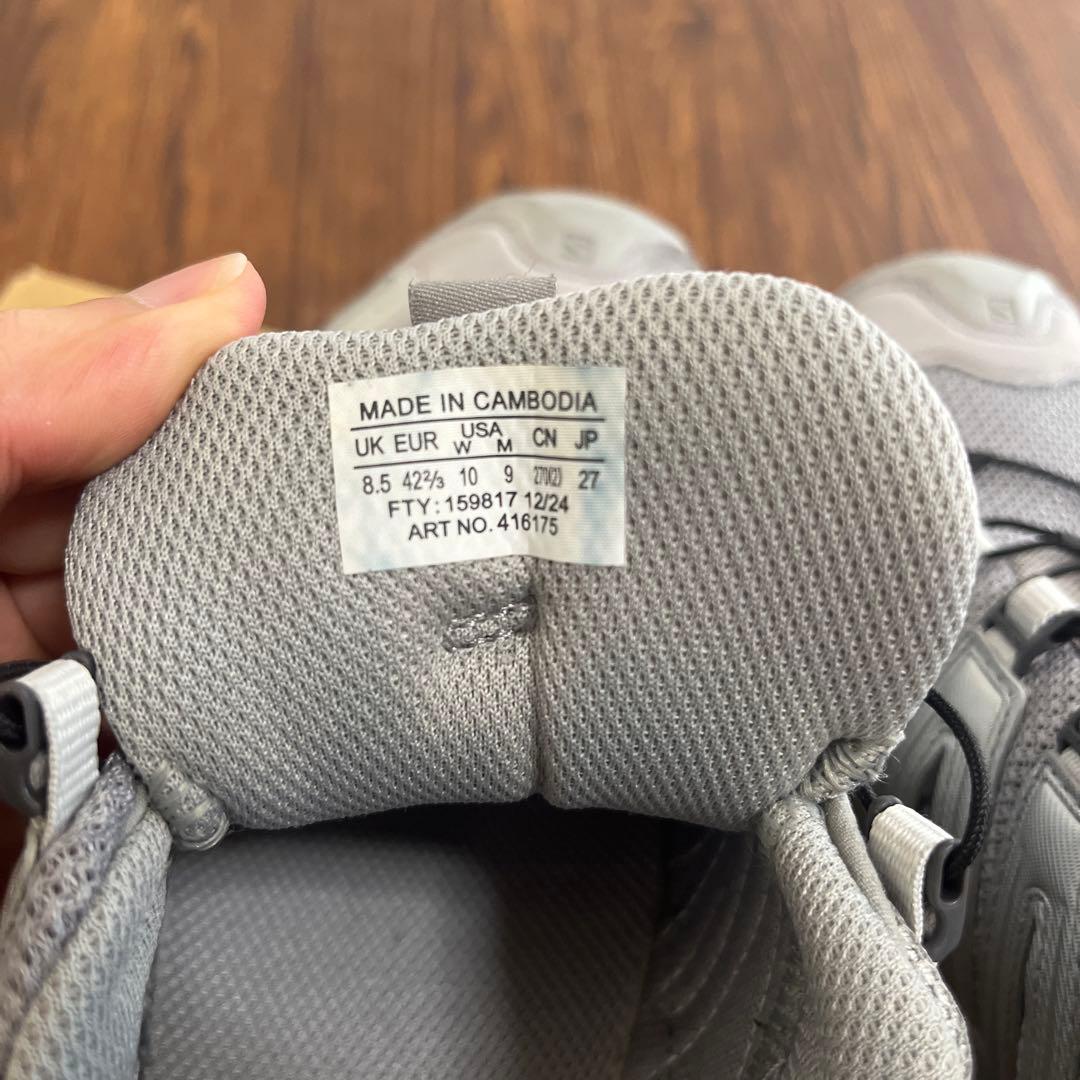 MADE IN CAMBODIA
UK EUR USA W M CN JP
8.5 42⅔ 10 9 270(2) 27
FTY: 159817 12/24
ART NO. 416175